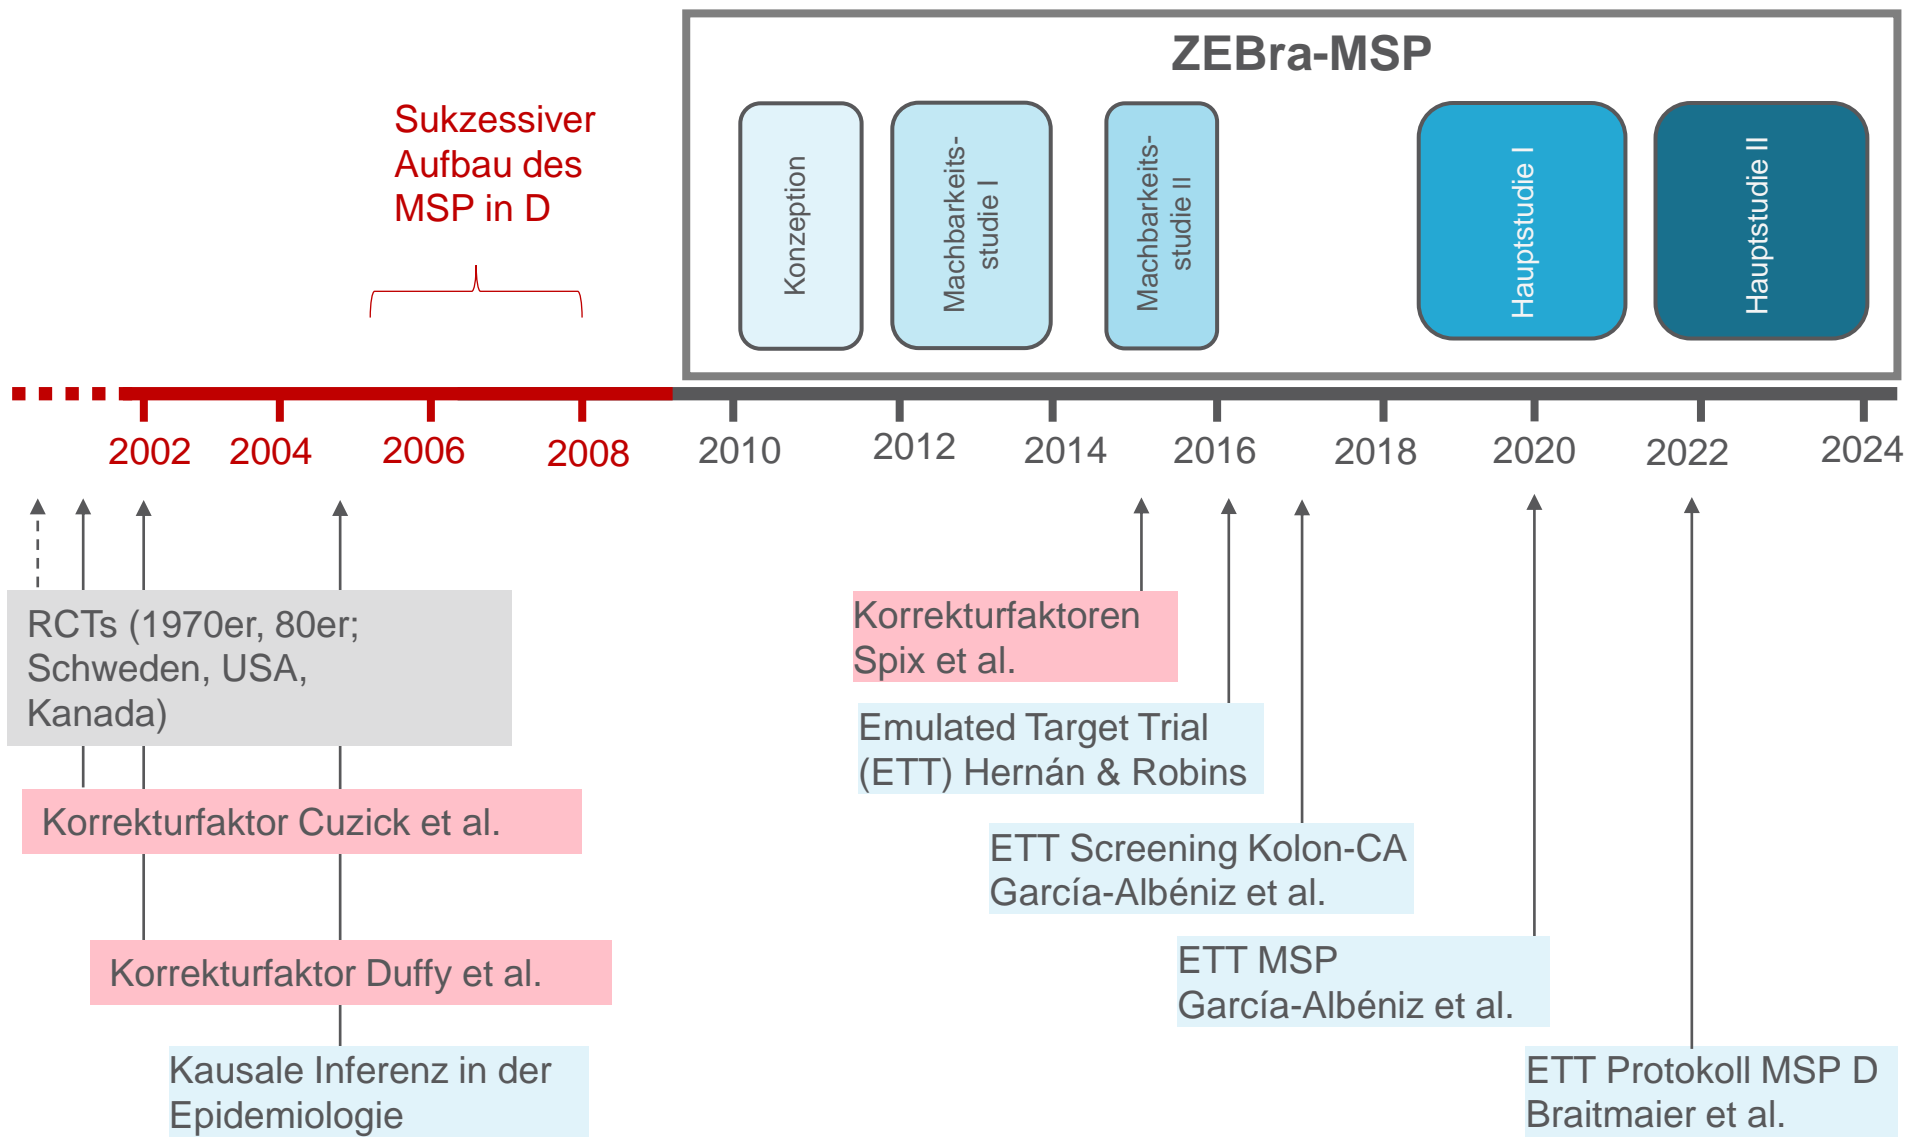 ZEBra-MSP
Sukzessiver
Aufbau des
MSP in D
Konzeption
Machbarkeits-
studie I
Machbarkeits-
studie II
Hauptstudie I
Hauptstudie II
2002 2004 2006 2008 2010 2012 2014 2016 2018 2020 2022 2024
RCTs (1970er, 80er;
Schweden, USA,
Kanada)
Korrekturfaktor Cuzick et al.
Korrekturfaktor Duffy et al.
Kausale Inferenz in der
Epidemiologie
Korrekturfaktoren
Spix et al.
Emulated Target Trial
(ETT) Hernán & Robins
ETT Screening Kolon-CA
García-Albéniz et al.
ETT MSP
García-Albéniz et al.
ETT Protokoll MSP D
Braitmaier et al.